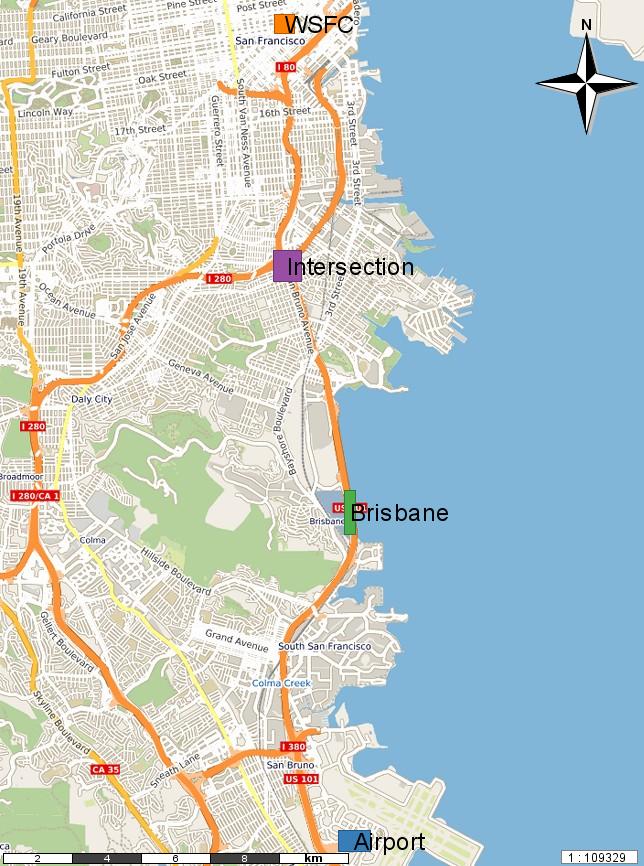 Pine Street
Post Street
California Street
WSFC
Geary Boulevard
San Francisco
Fulton Street
Oak Street
I 80
South Van Ness Avenue
Lincoln Way
Guerrero Street
16th Street
3rd Street
17th Street
3rd Street
19th Avenue
19th Avenue
Portola Drive
Intersection
I 280
Ocean Avenue
San Jose Avenue
Bruno Avenue
3rd Street
Geneva Avenue
Bayshore Boulevard
Daly City
I 280
Broadmoor
I 280/CA 1
US
Brisbane
Brisbane
Colma
Hillside Boulevard
Gellert Boulevard
Grand Avenue
South San Francisco
Colma Creek
Skyline Boulevard
I 380
Sneath Lane
San Bruno
CA 35
US 101
Airport
2 4 6 8 km
1 : 109329
N